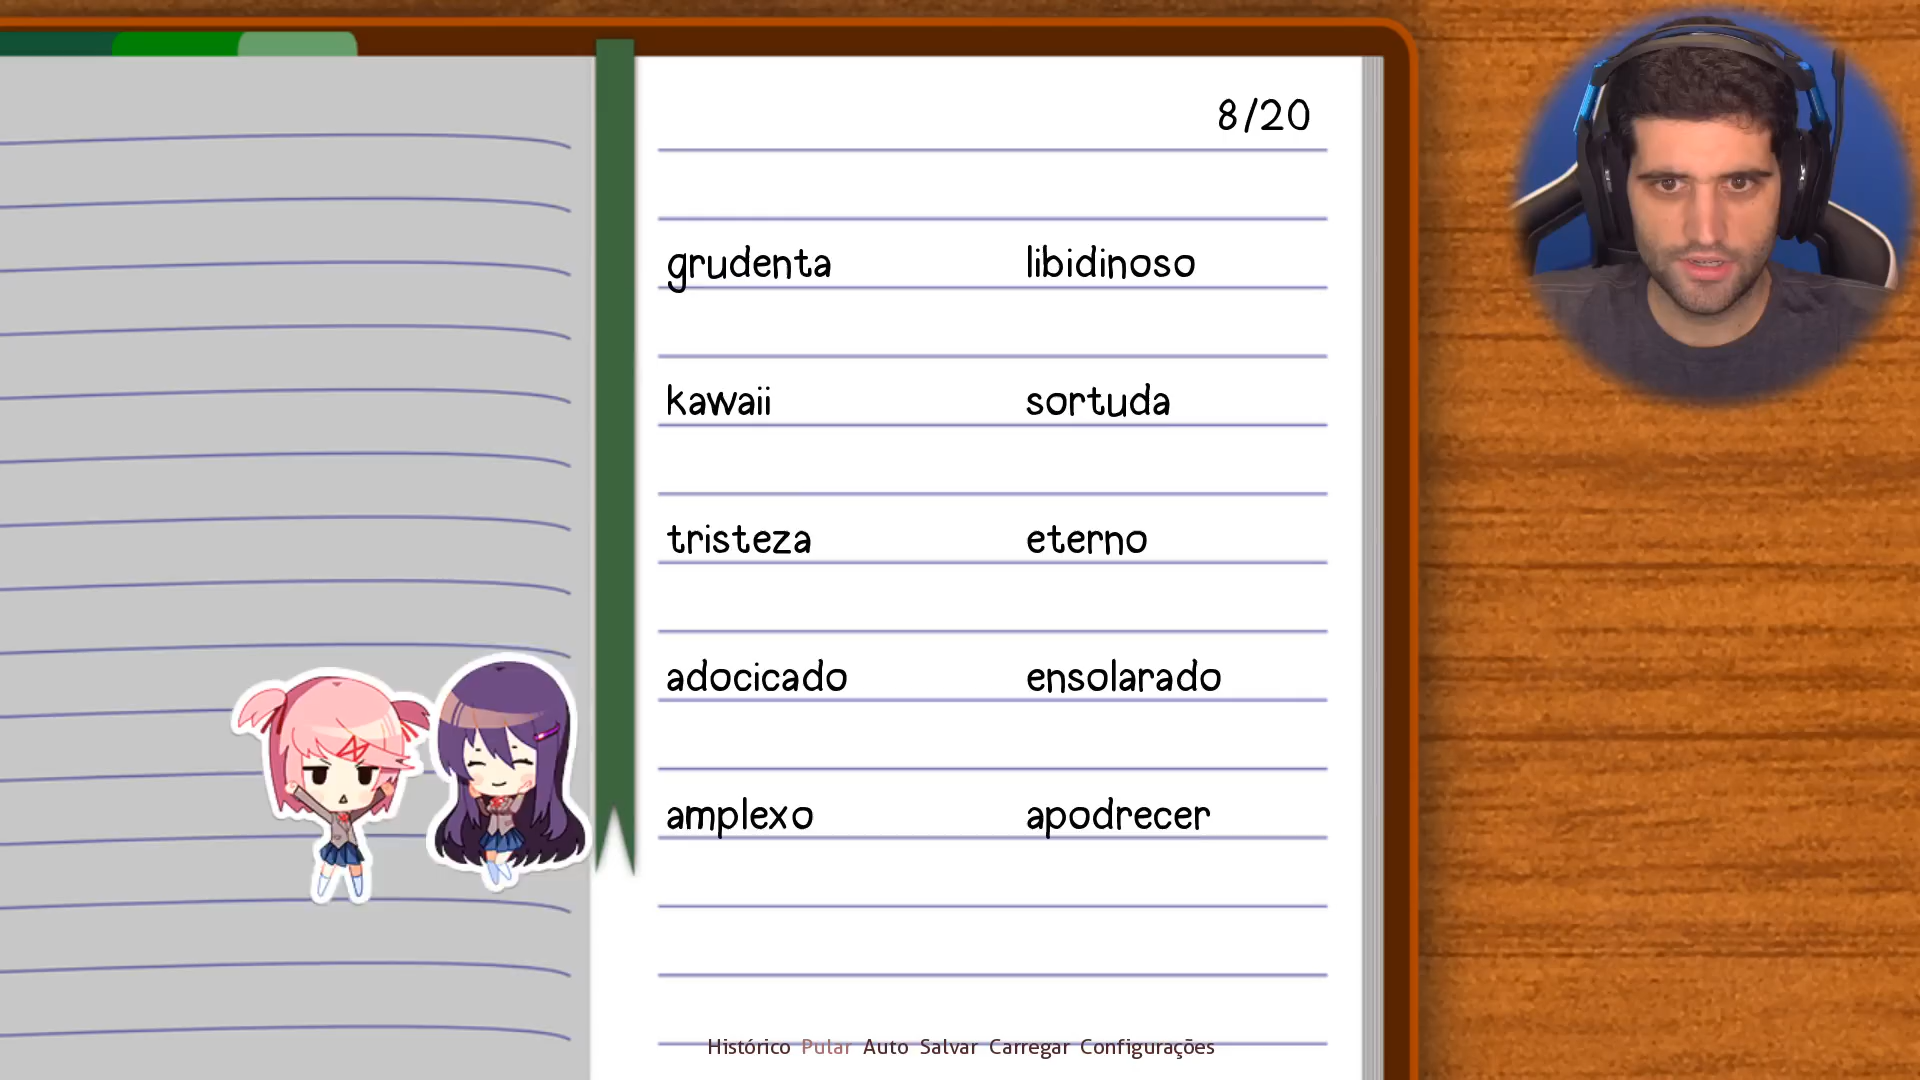 8/20
grudenta libidinoso
kawaii sortuda
tristeza eterno
adocicado ensolarado
amplexo apodrecer
Histórico Pular Auto Salvar Carregar Configurações